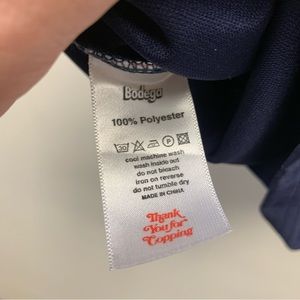 Bodega
100% Polyester
30 P
cool machine wash
wash inside out
do not bleach
iron on reverse
do not tumble dry
MADE IN CHINA
Thank
You for
Copping